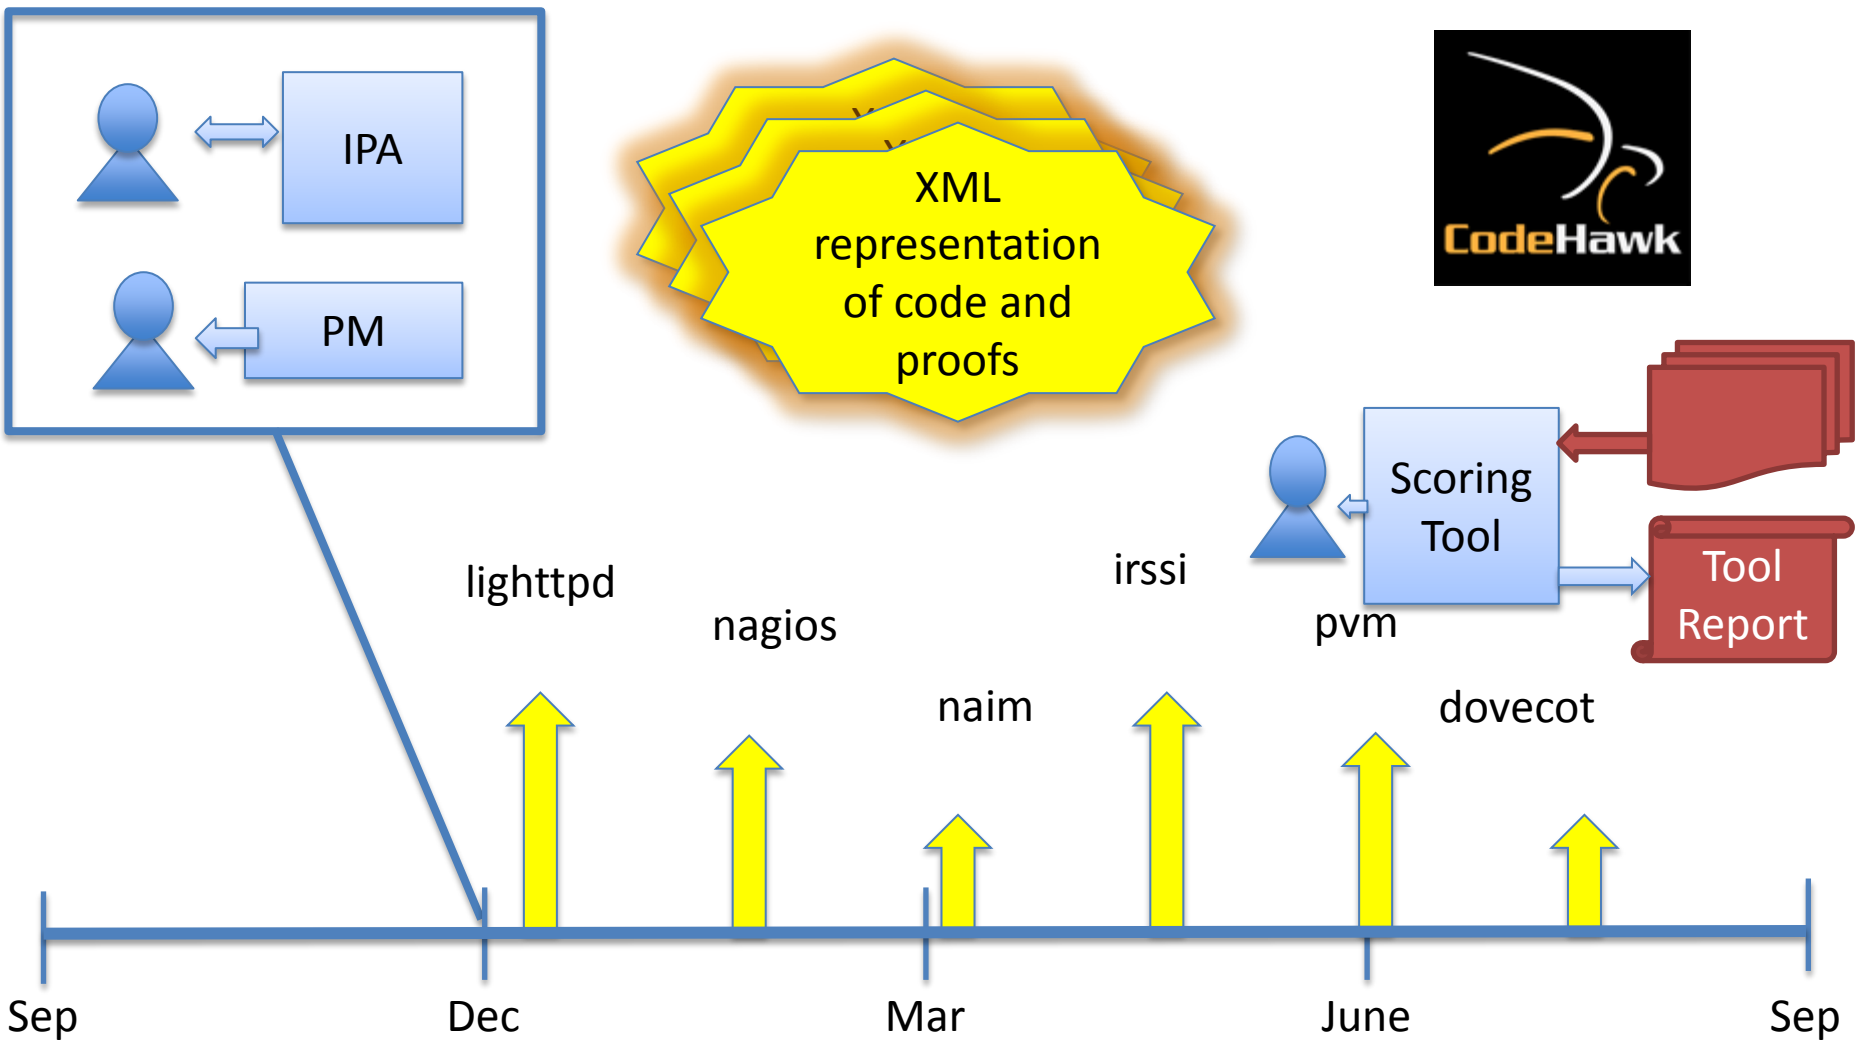 IPA
PM
XML
representation
of code and
proofs
CodeHawk
Scoring
Tool
Tool
Report
lighttpd
nagios
naim
irssi
pvm
dovecot
Sep
Dec
Mar
June
Sep